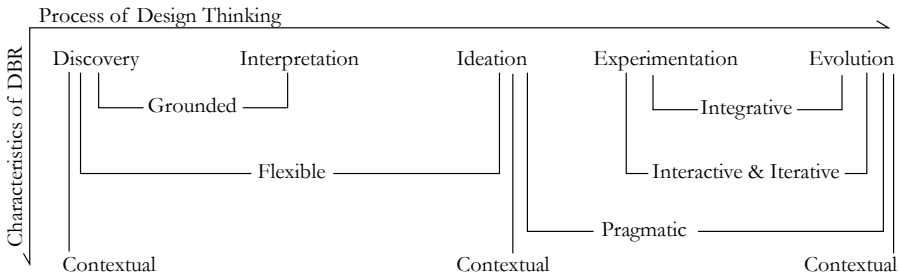 Process of Design Thinking
Characteristics of DBR
Discovery Interpretation Ideation Experimentation Evolution
Grounded Integrative
Flexible Interactive & Iterative
Pragmatic
Contextual Contextual Contextual